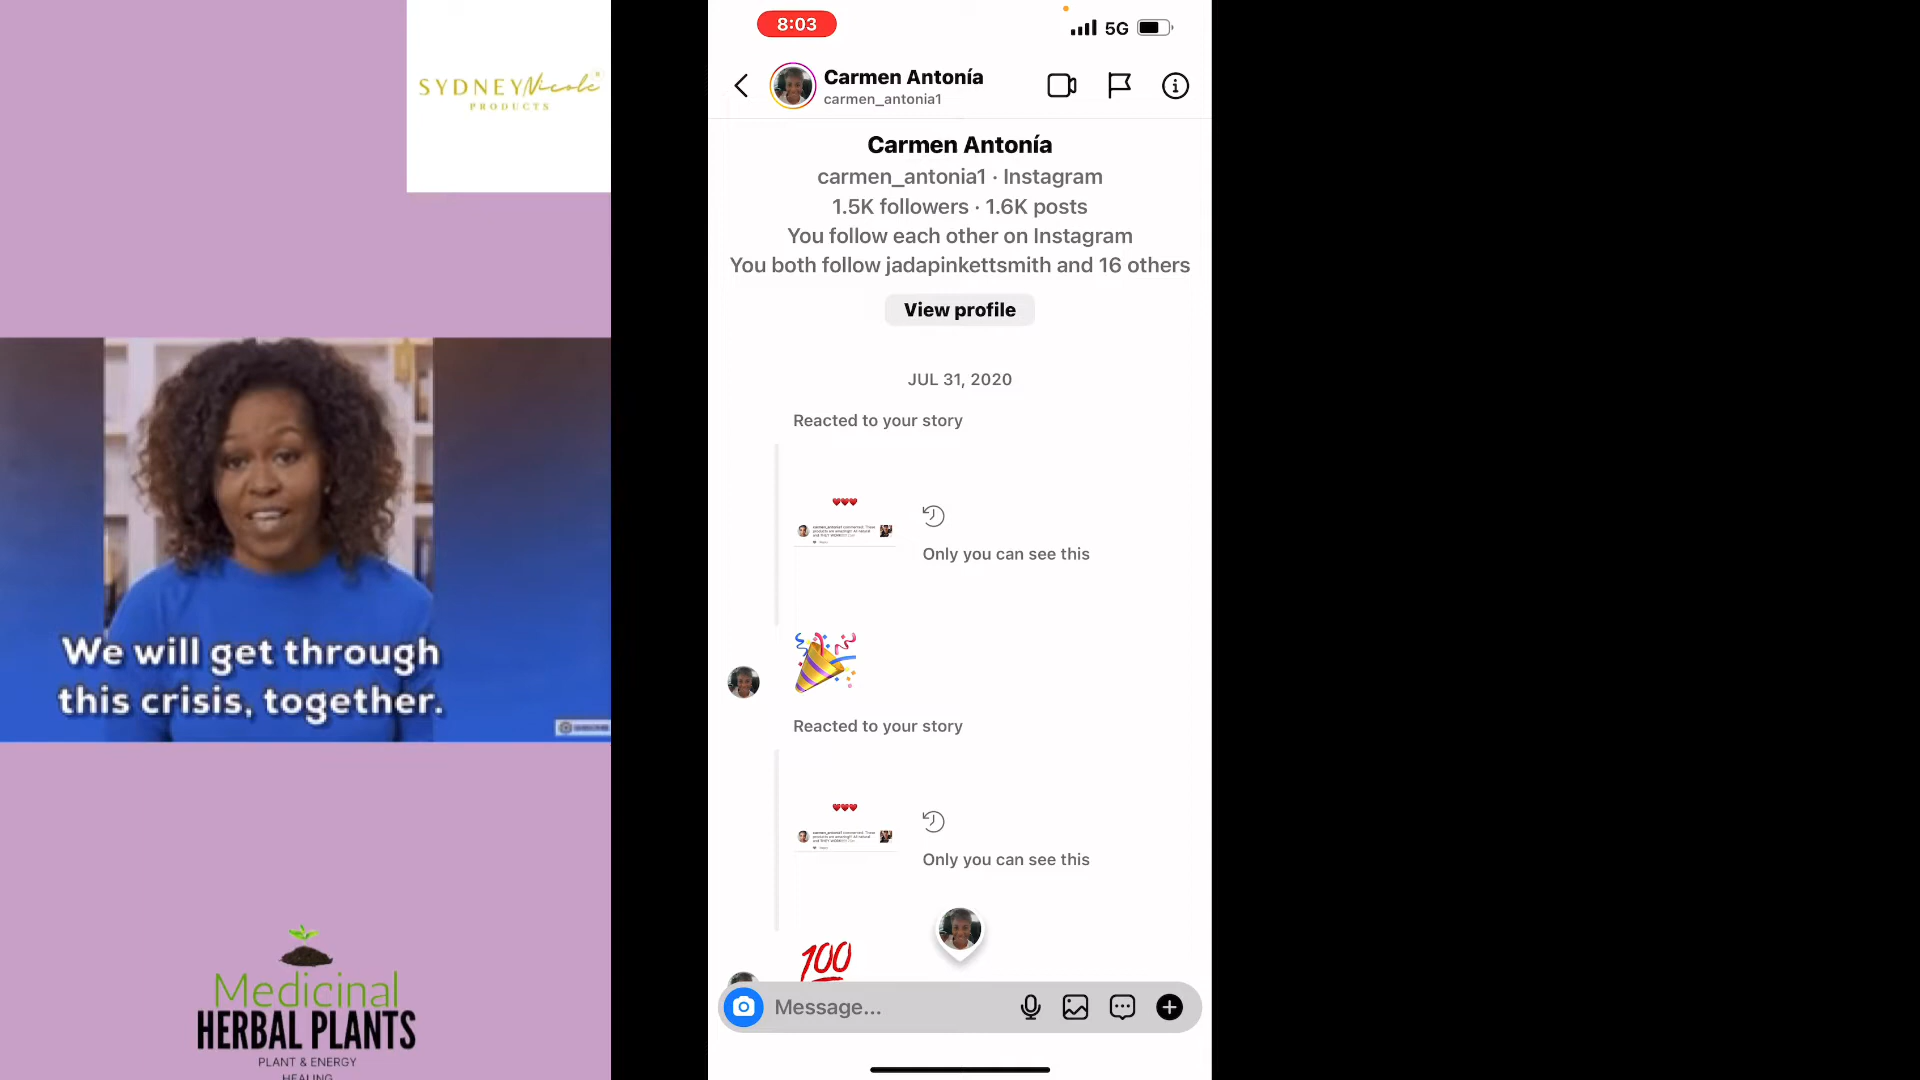 SYDNEY Nicole
PRODUCTS
We will get through
this crisis, together.
Medicinal
HERBAL PLANTS
PLANT & ENERGY
HEALING
8:03
5G
Carmen Antonía
carmen_antonia1
Carmen Antonía
carmen_antonia1 · Instagram
1.5K followers · 1.6K posts
You follow each other on Instagram
You both follow jadapinkettsmith and 16 others
View profile
JUL 31, 2020
Reacted to your story
Only you can see this
Reacted to your story
Only you can see this
100
Message...